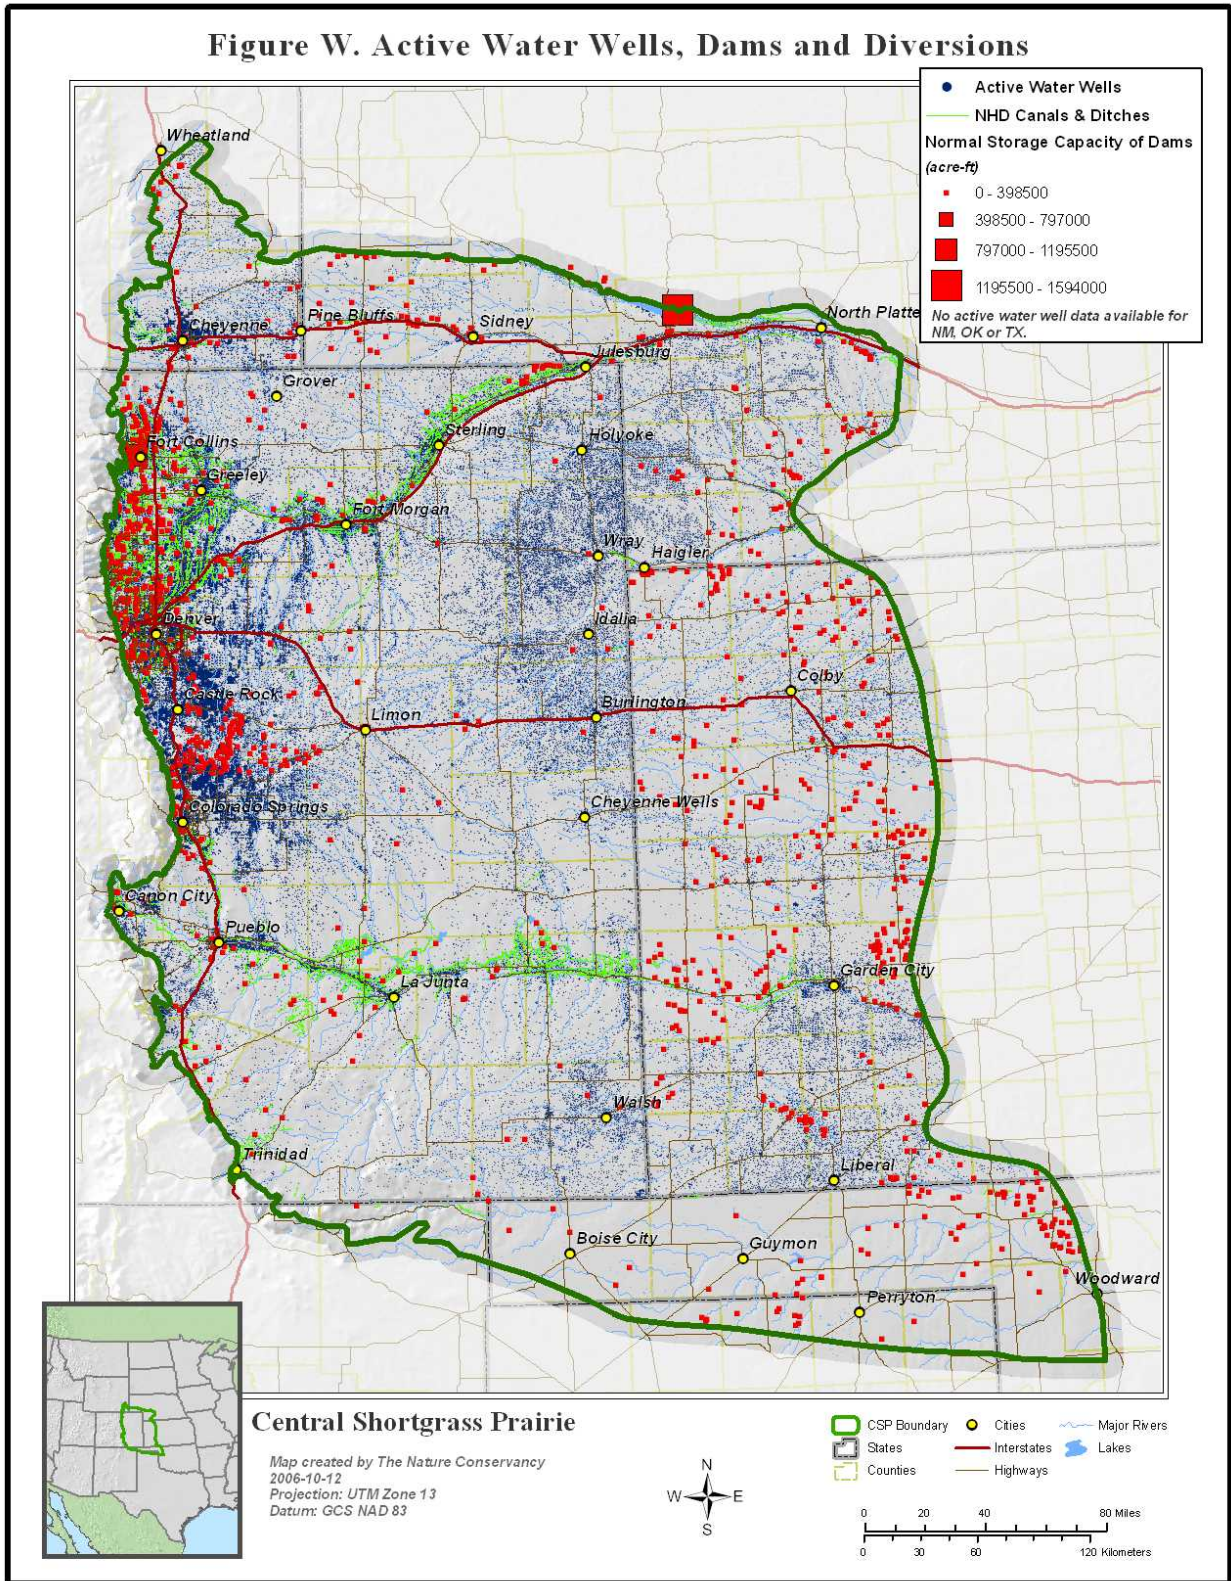 Figure W. Active Water Wells, Dams and Diversions
Active Water Wells
NHD Canals & Ditches
Normal Storage Capacity of Dams
(acre-ft)
0 - 398500
398500 - 797000
797000 - 1195500
1195500 - 1594000
No active water well data available for
NM, OK or TX.
Wheatland
Cheyenne
Pine Bluffs
Sidney
North Platte
Julesburg
Grover
Fort Collins
Sterling
Holyoke
Greeley
Fort Morgan
Wray
Haigler
Denver
Idalia
Castle Rock
Limon
Burlington
Colby
Colorado Springs
Cheyenne Wells
Canon City
Pueblo
La Junta
Garden City
Walsh
Trinidad
Liberal
Boise City
Guymon
Woodward
Perryton
Central Shortgrass Prairie
Map created by The Nature Conservancy
2006-10-12
Projection: UTM Zone 13
Datum: GCS NAD 83
N
W E
S
CSP Boundary Cities Major Rivers
States Interstates Lakes
Counties Highways
0 20 40 80 Miles
0 30 60 120 Kilometers